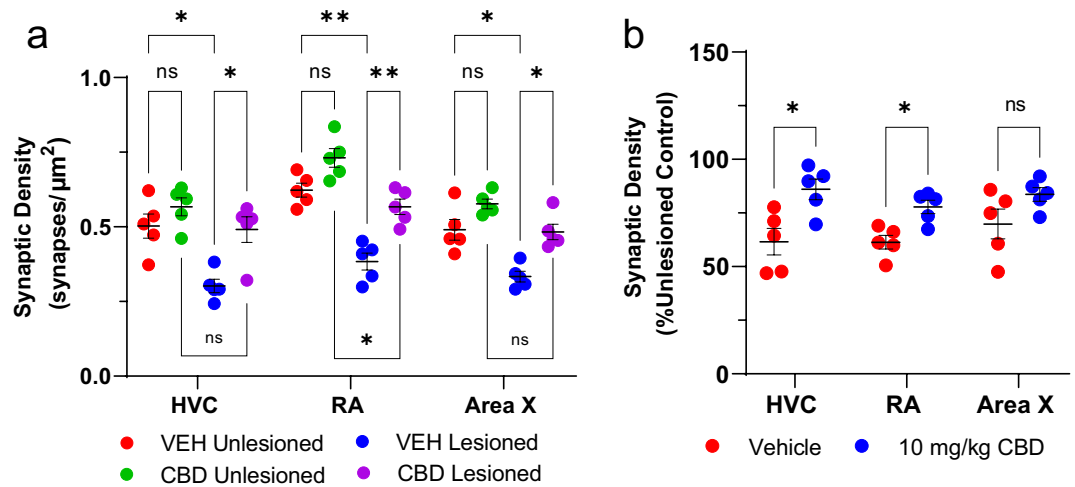 a
* ** *
ns * ns ** ns *
1.0
0.5
0.0
Synaptic Density
(synapses/µm²)
ns * ns
HVC RA Area X
VEH Unlesioned VEH Lesioned
CBD Unlesioned CBD Lesioned
b
150
100
50
0
Synaptic Density
(%Unlesioned Control)
* * ns
HVC RA Area X
Vehicle 10 mg/kg CBD